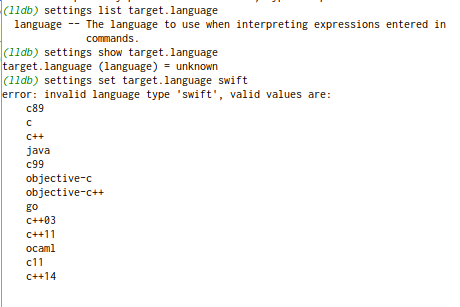 (lldb) settings list target.language
language -- The language to use when interpreting expressions entered in
commands.
(lldb) settings show target.language
target.language (language) = unknown
(lldb) settings set target.language swift
error: invalid language type 'swift', valid values are:
c89
c
c++
java
c99
objective-c
objective-c++
go
c++03
c++11
ocaml
c11
c++14